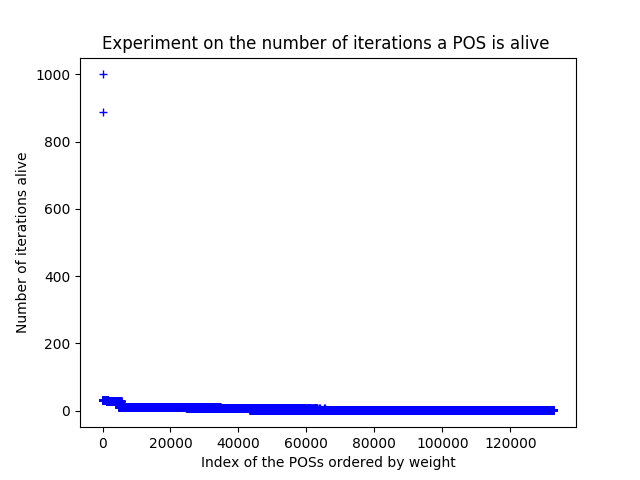 Experiment on the number of iterations a POS is alive
1000
800
600
400
200
0
Number of iterations alive
0 20000 40000 60000 80000 100000 120000
Index of the POSs ordered by weight